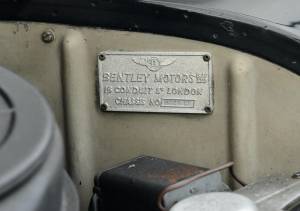 B
BENTLEY MOTORS LTD
16 CONDUIT ST LONDON
CHASSIS NO